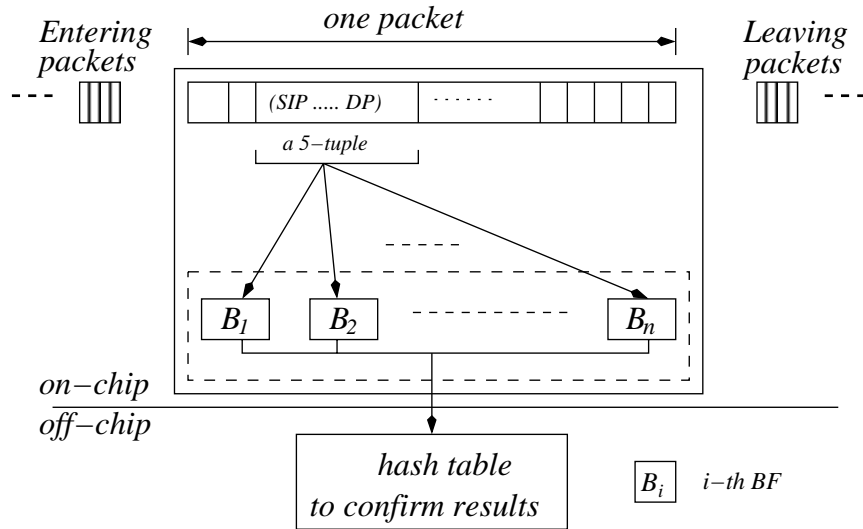 one packet
Entering
packets
Leaving
packets
(SIP ..... DP) ......
a 5-tuple
B1 B2 Bn
on-chip
off-chip
hash table
to confirm results
Bi i-th BF